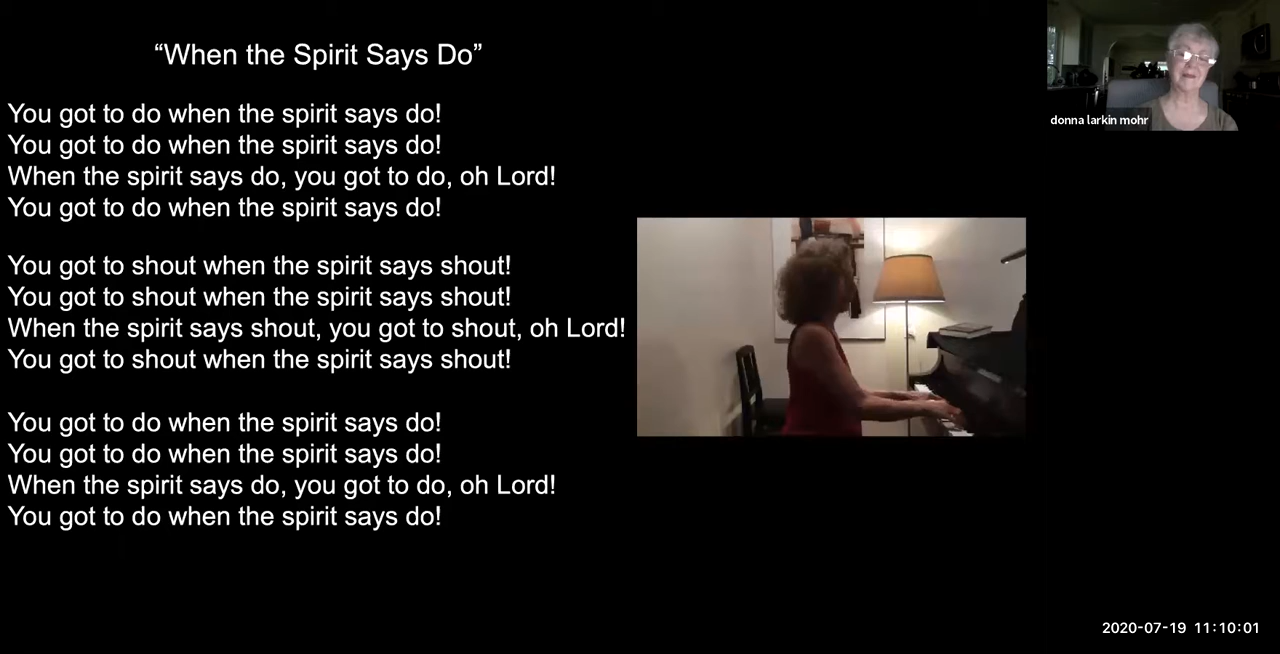 “When the Spirit Says Do”
You got to do when the spirit says do!
You got to do when the spirit says do!
When the spirit says do, you got to do, oh Lord!
You got to do when the spirit says do!
You got to shout when the spirit says shout!
You got to shout when the spirit says shout!
When the spirit says shout, you got to shout, oh Lord!
You got to shout when the spirit says shout!
You got to do when the spirit says do!
You got to do when the spirit says do!
When the spirit says do, you got to do, oh Lord!
You got to do when the spirit says do!
donna larkin mohr
2020-07-19 11:10:01